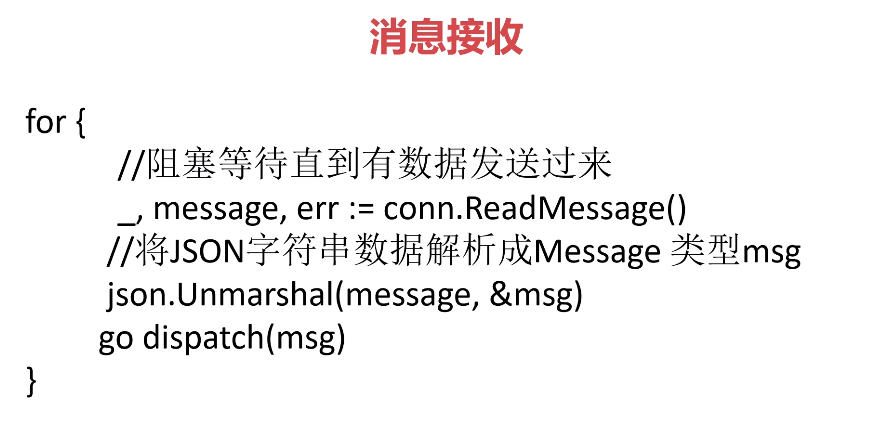 消息接收
for {
//阻塞等待直到有数据发送过来
_, message, err := conn.ReadMessage()
//将JSON字符串数据解析成Message 类型msg
json.Unmarshal(message, &msg)
go dispatch(msg)
}